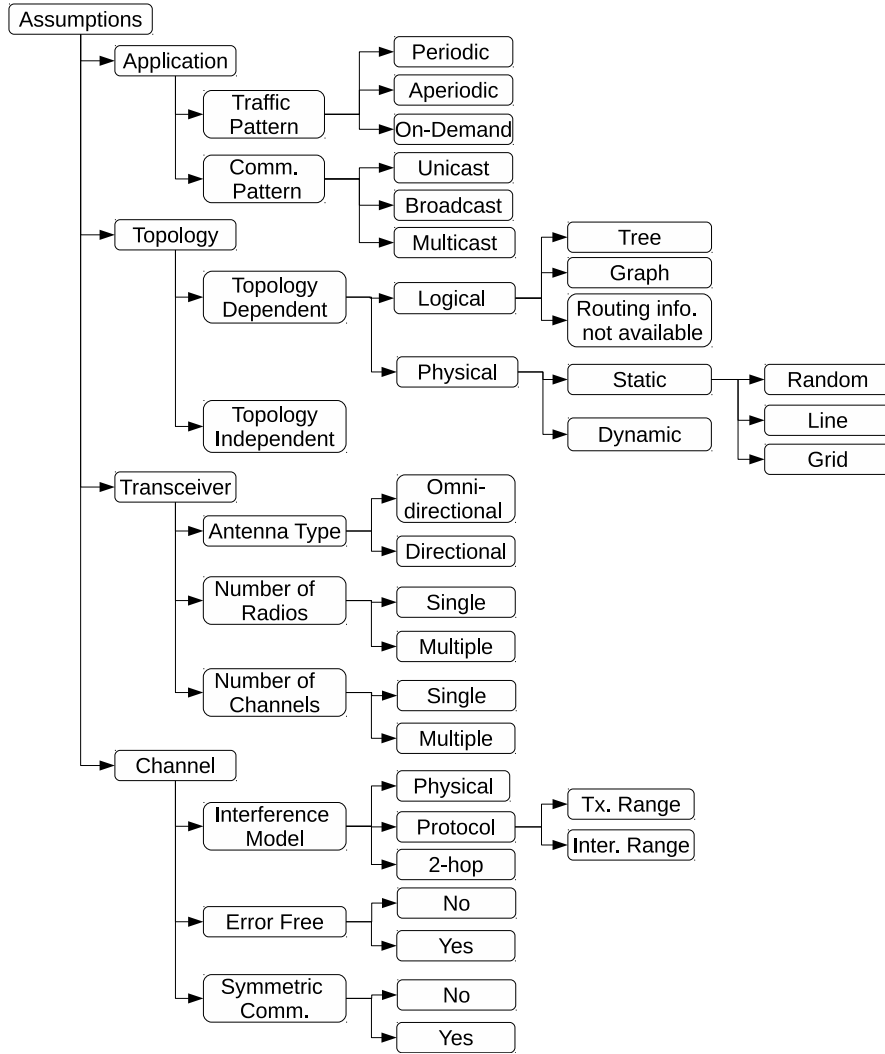 Assumptions
Application
Traffic
Pattern
Periodic
Aperiodic
On-Demand
Comm.
Pattern
Unicast
Broadcast
Multicast
Topology
Topology
Dependent
Logical
Tree
Graph
Routing info.
not available
Physical
Static
Random
Line
Grid
Dynamic
Topology
Independent
Transceiver
Antenna Type
Omni-
directional
Directional
Number of
Radios
Single
Multiple
Number of
Channels
Single
Multiple
Channel
Interference
Model
Physical
Protocol
Tx. Range
Inter. Range
2-hop
Error Free
No
Yes
Symmetric
Comm.
No
Yes